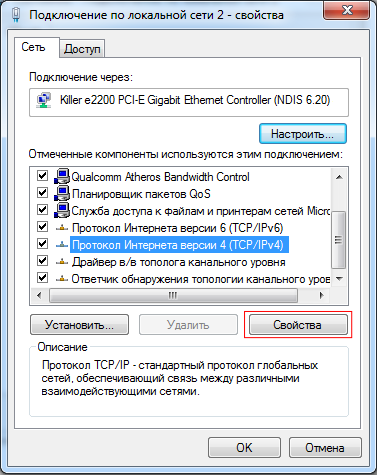 Подключение по локальной сети 2 - свойства
Сеть
Доступ
Подключение через:
Killer e2200 PCI-E Gigabit Ethernet Controller (NDIS 6.20)
Настроить...
Отмеченные компоненты используются этим подключением:
Qualcomm Atheros Bandwidth Control
Планировщик пакетов QoS
Служба доступа к файлам и принтерам сетей Micro
Протокол Интернета версии 6 (TCP/IPv6)
Протокол Интернета версии 4 (TCP/IPv4)
Драйвер в/в тополога канального уровня
Ответчик обнаружения топологии канального уров
Установить...
Удалить
Свойства
Описание
Протокол TCP/IP - стандартный протокол глобальных
сетей, обеспечивающий связь между различными
взаимодействующими сетями.
OK
Отмена